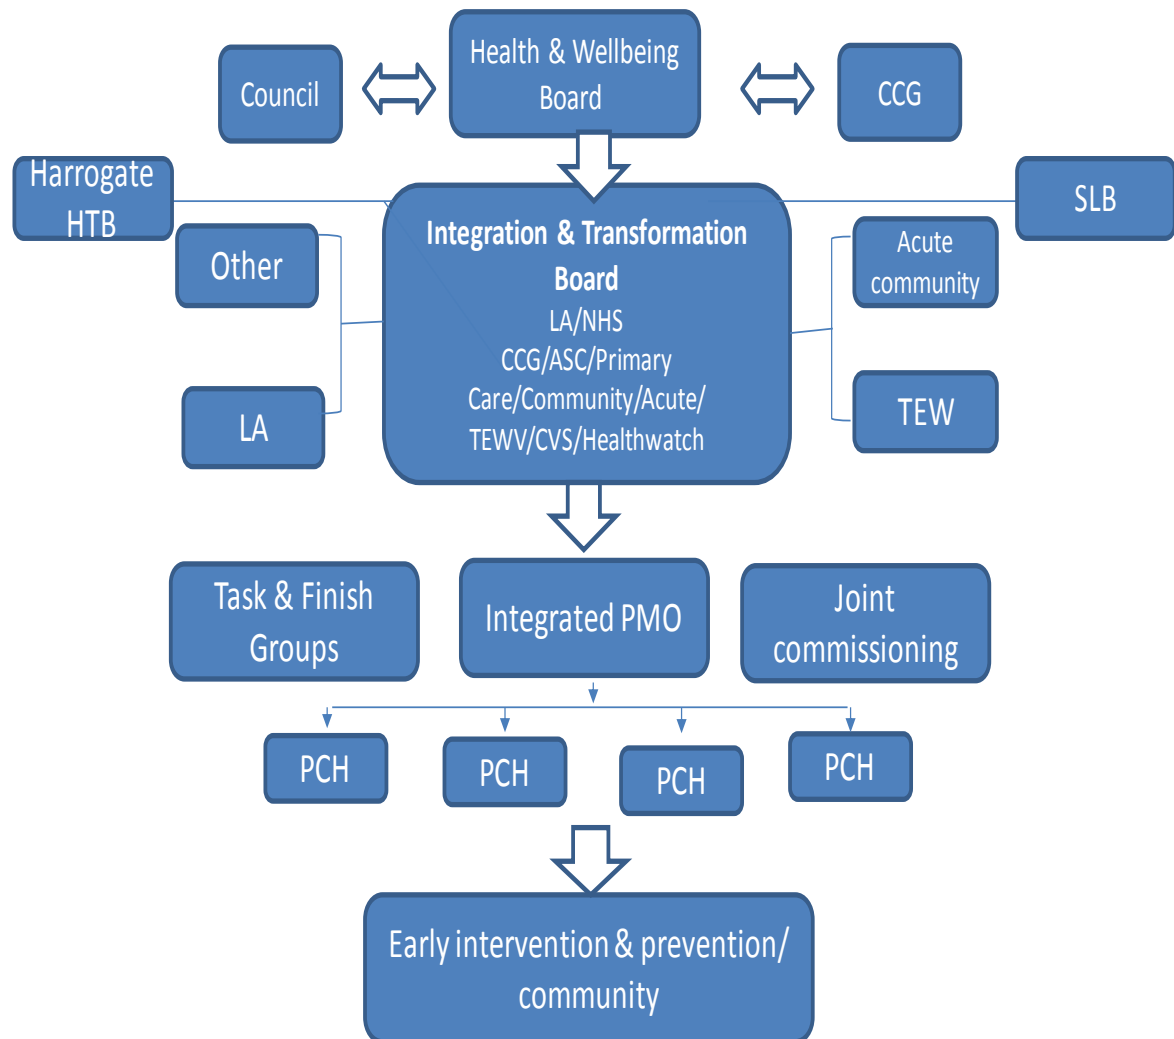 Health & Wellbeing
Board
Council
CCG
Harrogate
HTB
SLB
Integration & Transformation
Board
LA/NHS
CCG/ASC/Primary
Care/Community/Acute/
TEWV/CVS/Healthwatch
Other
Acute
community
LA
TEW
Task & Finish
Groups
Integrated PMO
Joint
commissioning
PCH
PCH
PCH
PCH
Early intervention & prevention/
community